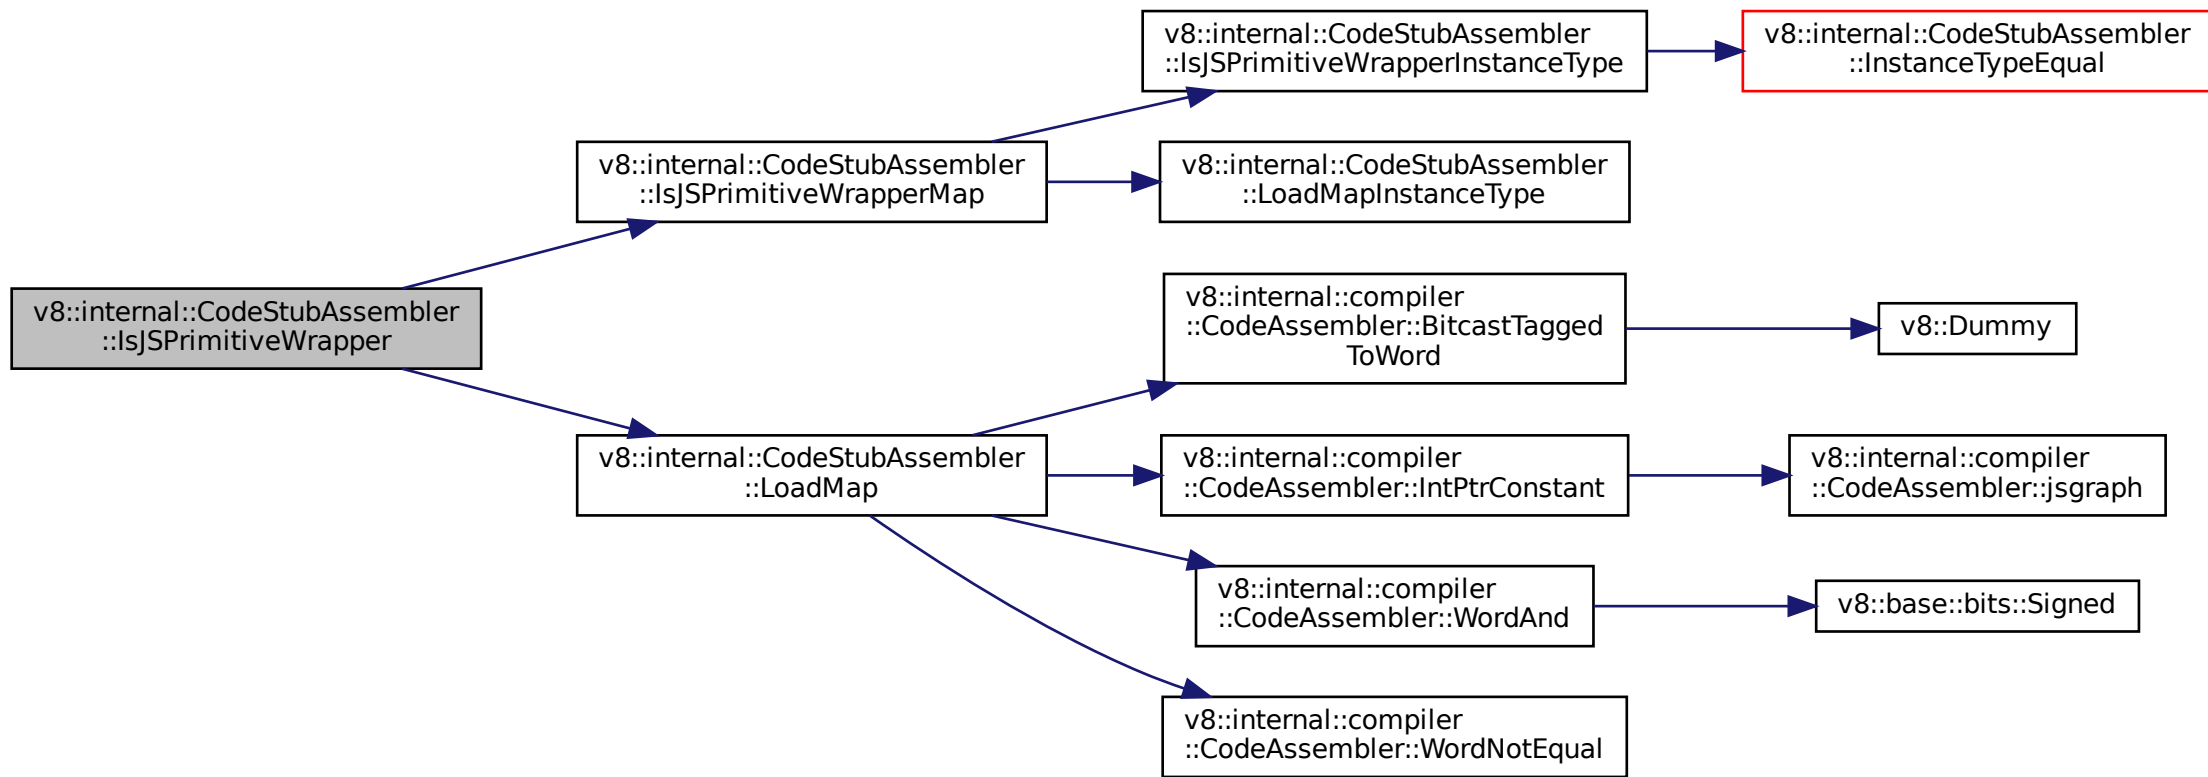 v8::internal::CodeStubAssembler
::IsJSPrimitiveWrapper
v8::internal::CodeStubAssembler
::IsJSPrimitiveWrapperMap
v8::internal::CodeStubAssembler
::IsJSPrimitiveWrapperInstanceType
v8::internal::CodeStubAssembler
::InstanceTypeEqual
v8::internal::CodeStubAssembler
::LoadMapInstanceType
v8::internal::CodeStubAssembler
::LoadMap
v8::internal::compiler
::CodeAssembler::BitcastTagged
ToWord
v8::Dummy
v8::internal::compiler
::CodeAssembler::IntPtrConstant
v8::internal::compiler
::CodeAssembler::jsgraph
v8::internal::compiler
::CodeAssembler::WordAnd
v8::base::bits::Signed
v8::internal::compiler
::CodeAssembler::WordNotEqual